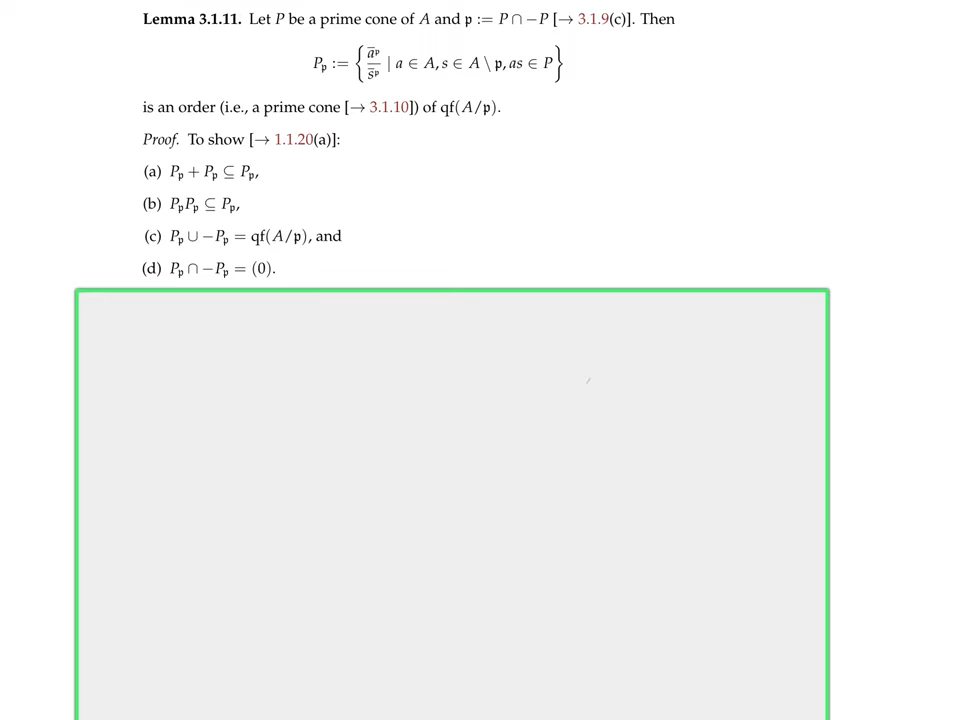 Lemma 3.1.11. Let P be a prime cone of A and 𝔭 := P ∩ −P [→ 3.1.9(c)]. Then
P_𝔭 := { a̅^𝔭 / s̅^𝔭 | a ∈ A, s ∈ A \ 𝔭, as ∈ P }
is an order (i.e., a prime cone [→ 3.1.10]) of qf(A/𝔭).
Proof. To show [→ 1.1.20(a)]:
(a) P_𝔭 + P_𝔭 ⊆ P_𝔭,
(b) P_𝔭P_𝔭 ⊆ P_𝔭,
(c) P_𝔭 ∪ −P_𝔭 = qf(A/𝔭), and
(d) P_𝔭 ∩ −P_𝔭 = (0).